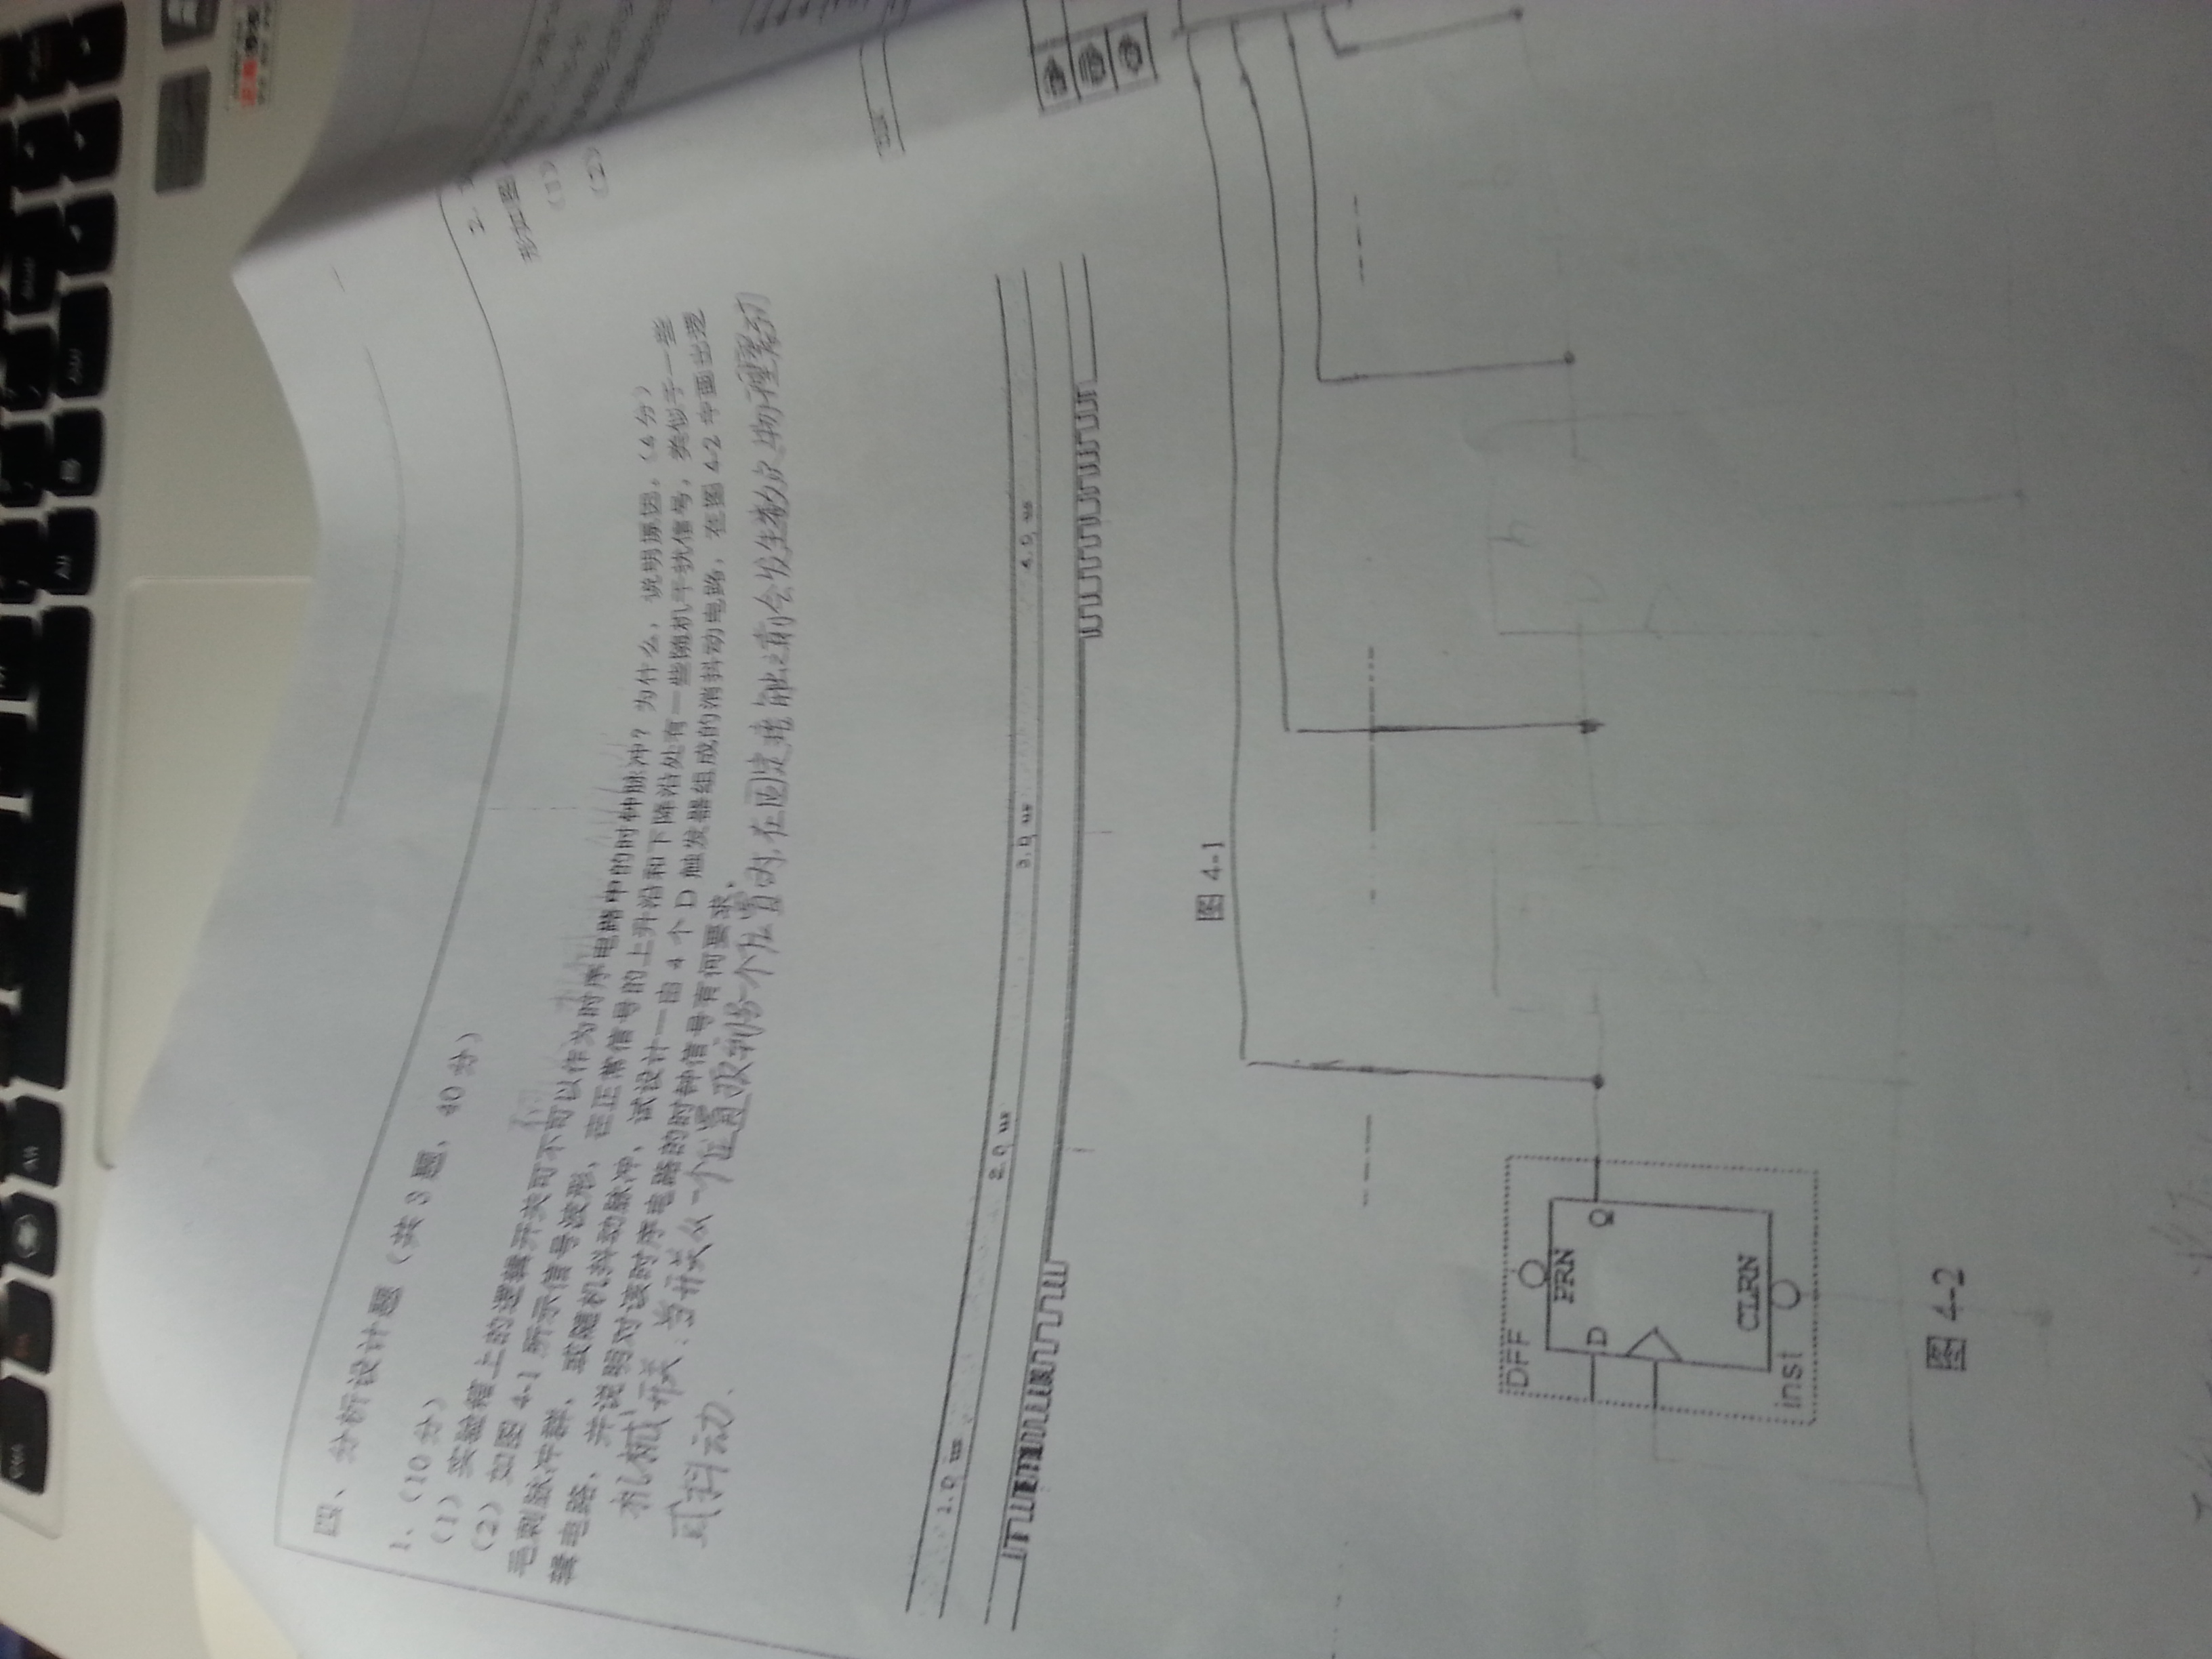 四、分析设计题（共3题，40分）
1、（10分）
（1）实验箱上的逻辑开关可不可以作为时序电路中的时钟脉冲？为什么，说明原因。（4分）
（2）如图4-1所示信号波形，在正常信号的上升沿和下降沿处有一些随机干扰信号，类似于一些
毛刺脉冲群，或随机抖动脉冲，试设计一由4个D触发器组成的消抖动电路，在图4-2中画出逻
辑电路，并说明对该时序电路的时钟信号有何要求。
机械开关：当开关从一个位置扳到另一个位置时，在固定接触之前会发生数次物理
或抖动.
1.0 us
2.0 us
3.0 us
4.0 us
图 4-1
DFF
PRN
D
Q
CLRN
inst
图 4-2
2.
形如图
（1）
（2）
Alt
Alt